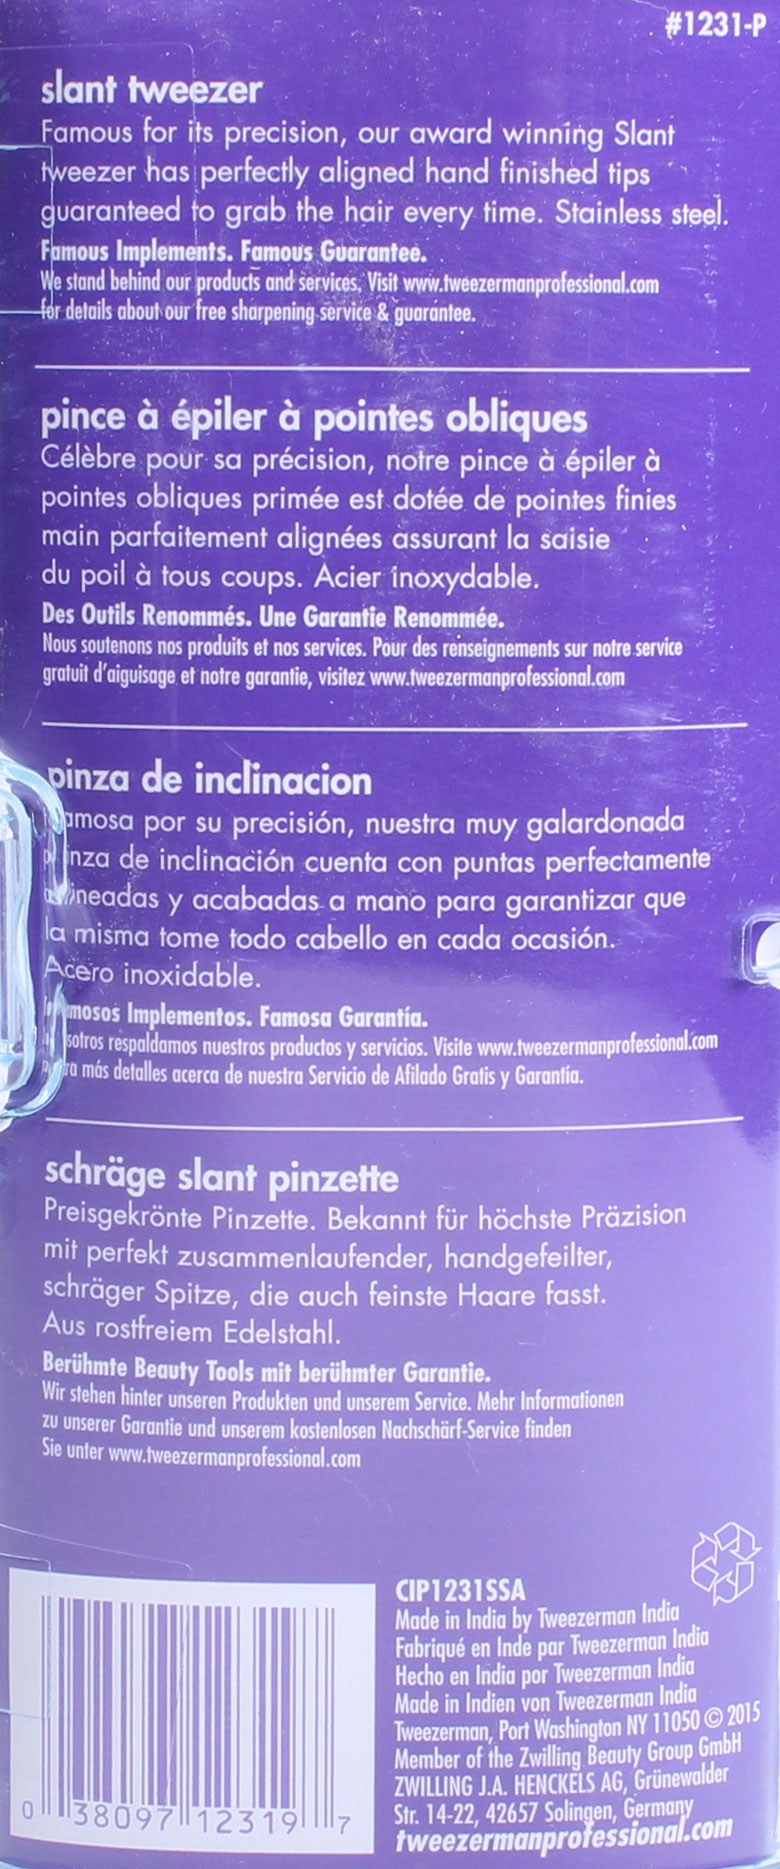 #1231-P
slant tweezer
Famous for its precision, our award winning Slant
tweezer has perfectly aligned hand finished tips
guaranteed to grab the hair every time. Stainless steel.
Famous Implements. Famous Guarantee.
We stand behind our products and services, Visit www.tweezermanprofessional.com
for details about our free sharpening service & guarantee.
pince à épiler à pointes obliques
Célèbre pour sa précision, notre pince à épiler à
pointes obliques primée est dotée de pointes finies
main parfaitement alignées assurant la saisie
du poil à tous coups. Acier inoxydable.
Des Outils Renommés. Une Garantie Renommée.
Nous soutenons nos produits et nos services. Pour des renseignements sur notre service
gratuit d'aiguisage et notre garantie, visitez www.tweezermanprofessional.com
pinza de inclinacion
Famosa por su precisión, nuestra muy galardonada
pinza de inclinación cuenta con puntas perfectamente
alineadas y acabadas a mano para garantizar que
la misma tome todo cabello en cada ocasión.
Acero inoxidable.
Famosos Implementos. Famosa Garantía.
Nosotros respaldamos nuestros productos y servicios. Visite www.tweezermanprofessional.com
para más detalles acerca de nuestra Servicio de Afilado Gratis y Garantía.
schräge slant pinzette
Preisgekrönte Pinzette. Bekannt für höchste Präzision
mit perfekt zusammenlaufender, handgefeilter,
schräger Spitze, die auch feinste Haare fasst.
Aus rostfreiem Edelstahl.
Berühmte Beauty Tools mit berühmter Garantie.
Wir stehen hinter unseren Produkten und unserem Service. Mehr Informationen
zu unserer Garantie und unserem kostenlosen Nachschärf-Service finden
Sie unter www.tweezermanprofessional.com
CIP1231SSA
Made in India by Tweezerman India
Fabriqué en Inde par Tweezerman India
Hecho en India por Tweezerman India
Made in Indien von Tweezerman India
Tweezerman, Port Washington NY 11050 © 2015
Member of the Zwilling Beauty Group GmbH
ZWILLING J.A. HENCKELS AG, Grünewalder
Str. 14-22, 42657 Solingen, Germany
tweezermanprofessional.com
0 38097 12319 7